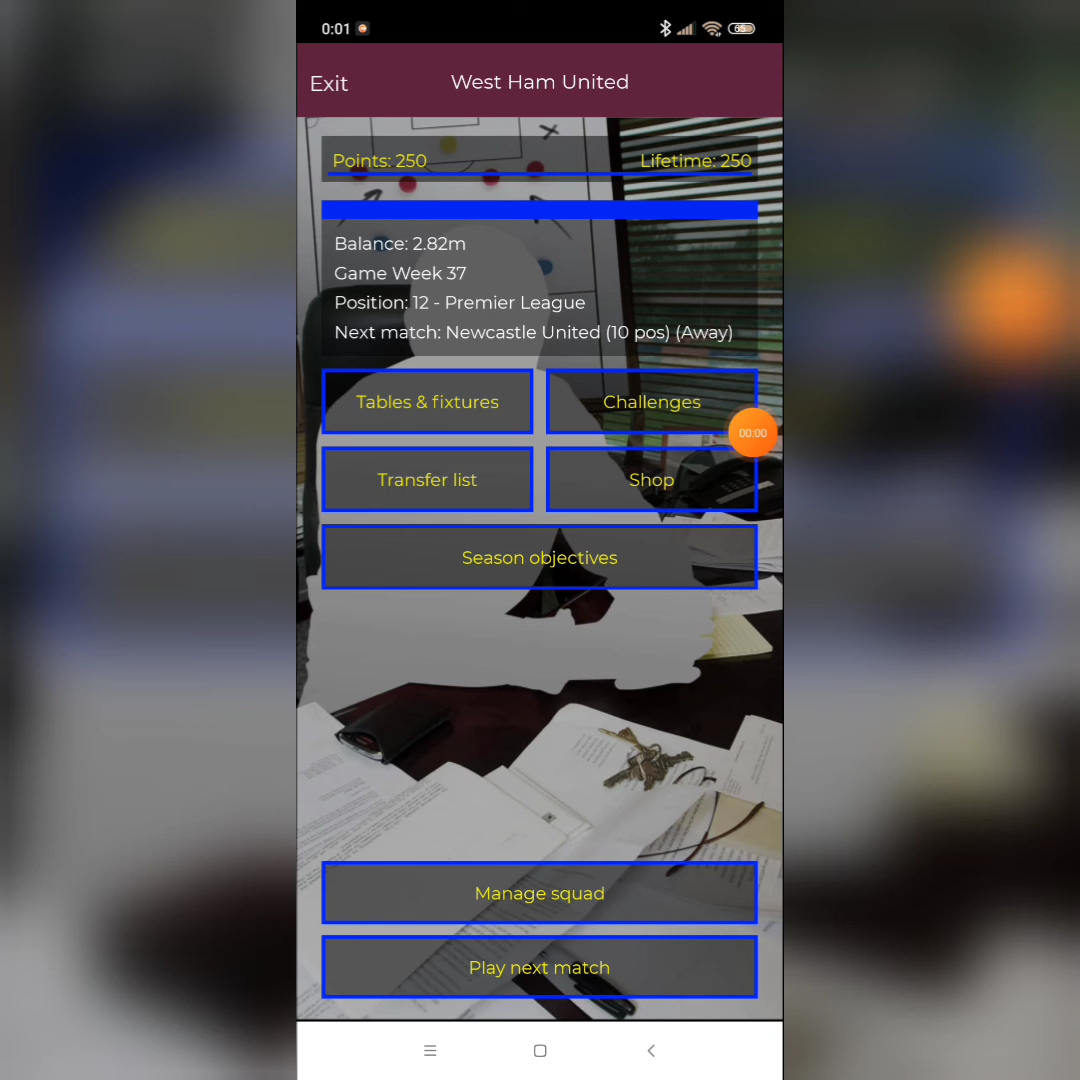 0:01
65
Exit
West Ham United
Points: 250
Lifetime: 250
Balance: 2.82m
Game Week 37
Position: 12 - Premier League
Next match: Newcastle United (10 pos) (Away)
Tables & fixtures
Challenges
00:00
Transfer list
Shop
Season objectives
Manage squad
Play next match